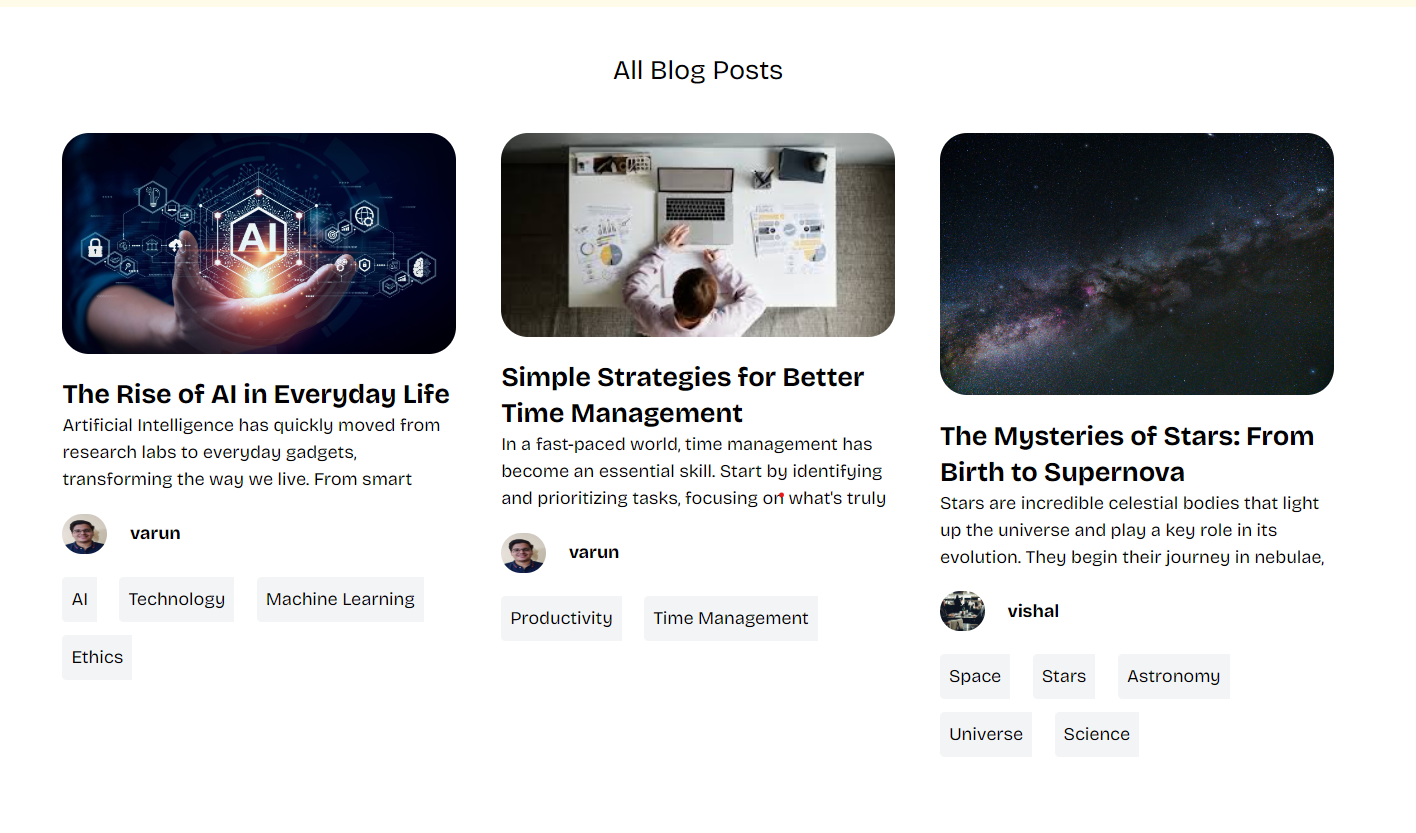 All Blog Posts
AI
The Rise of AI in Everyday Life
Artificial Intelligence has quickly moved from
research labs to everyday gadgets,
transforming the way we live. From smart
varun
AI Technology Machine Learning
Ethics
Simple Strategies for Better
Time Management
In a fast-paced world, time management has
become an essential skill. Start by identifying
and prioritizing tasks, focusing on what's truly
varun
Productivity Time Management
The Mysteries of Stars: From
Birth to Supernova
Stars are incredible celestial bodies that light
up the universe and play a key role in its
evolution. They begin their journey in nebulae,
vishal
Space Stars Astronomy
Universe Science